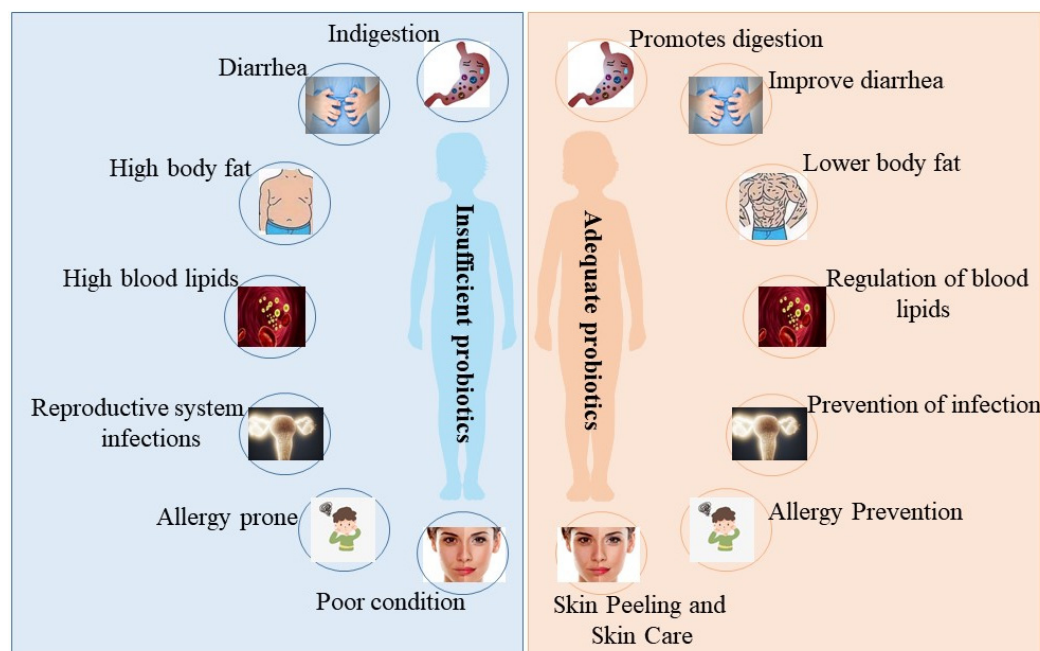 Indigestion
Diarrhea
High body fat
High blood lipids
Reproductive system
infections
Allergy prone
Poor condition
Insufficient probiotics
Adequate probiotics
Promotes digestion
Improve diarrhea
Lower body fat
Regulation of blood
lipids
Prevention of infection
Allergy Prevention
Skin Peeling and
Skin Care